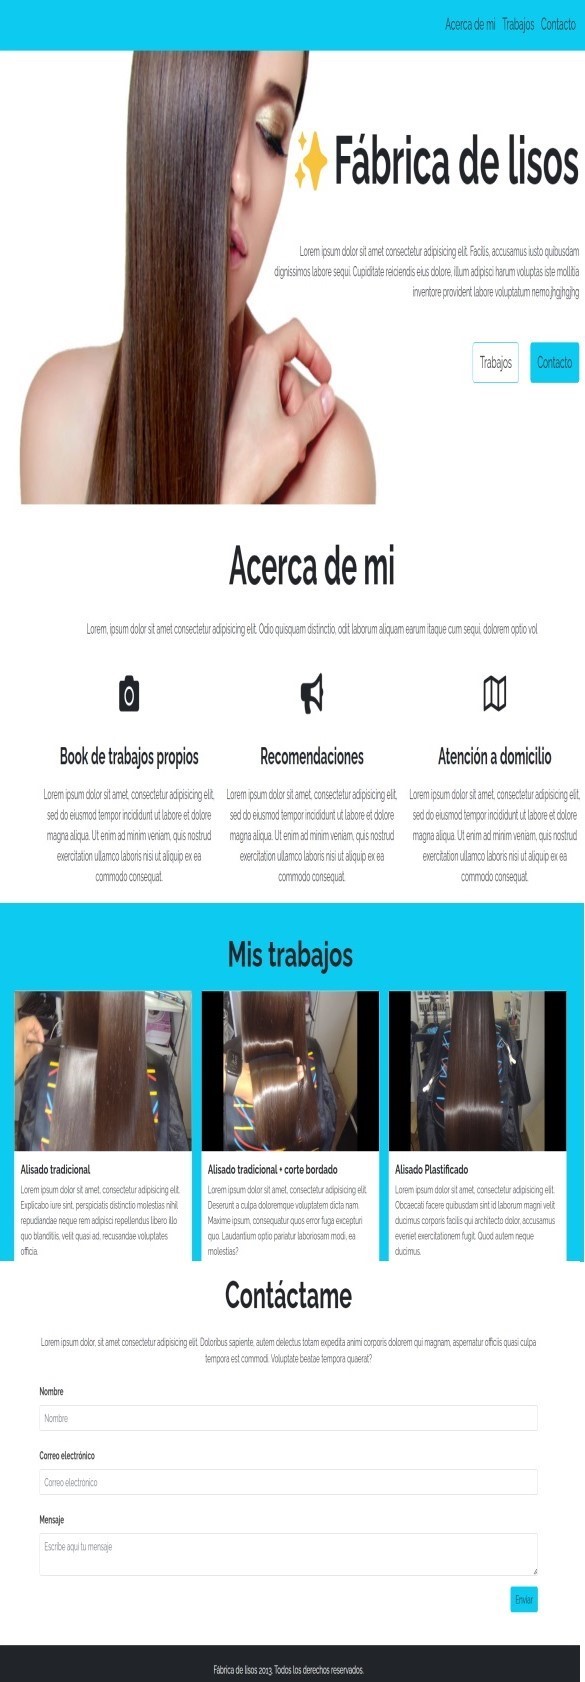 Acerca de mi Trabajos Contacto
Fábrica de lisos
Lorem ipsum dolor sit amet consectetur adipisicing elit. Facilis, accusamus iusto quibusdam
dignissimos labore sequi. Cupiditate reiciendis eius dolore, illum adipisci harum voluptas iste mollitia
inventore provident labore voluptatum nemo.jhgjhgjhg
Trabajos Contacto
Acerca de mi
Lorem, ipsum dolor sit amet consectetur adipisicing elit. Odio quisquam distinctio, odit laborum aliquam earum itaque cum sequi, dolorem optio vol
Book de trabajos propios
Lorem ipsum dolor sit amet, consectetur adipisicing elit,
sed do eiusmod tempor incididunt ut labore et dolore
magna aliqua. Ut enim ad minim veniam, quis nostrud
exercitation ullamco laboris nisi ut aliquip ex ea
commodo consequat.
Recomendaciones
Lorem ipsum dolor sit amet, consectetur adipisicing elit,
sed do eiusmod tempor incididunt ut labore et dolore
magna aliqua. Ut enim ad minim veniam, quis nostrud
exercitation ullamco laboris nisi ut aliquip ex ea
commodo consequat.
Atención a domicilio
Lorem ipsum dolor sit amet, consectetur adipisicing elit,
sed do eiusmod tempor incididunt ut labore et dolore
magna aliqua. Ut enim ad minim veniam, quis nostrud
exercitation ullamco laboris nisi ut aliquip ex ea
commodo consequat.
Mis trabajos
Alisado tradicional
Lorem ipsum dolor sit amet, consectetur adipisicing elit.
Explicabo iure sint, perspiciatis distinctio molestias nihil
repudiandae neque rem adipisci repellendus libero illo
quo blanditiis, velit quasi ad, recusandae voluptates
officia.
Alisado tradicional + corte bordado
Lorem ipsum dolor sit amet, consectetur adipisicing elit.
Deserunt a culpa doloremque voluptatem dicta nam.
Maxime ipsum, consequatur quos error fuga excepturi
quo. Laudantium optio pariatur laboriosam modi, ea
molestias?
Alisado Plastificado
Lorem ipsum dolor sit amet, consectetur adipisicing elit.
Obcaecati facere quibusdam sint id laborum magni velit
ducimus corporis facilis qui architecto dolor, accusamus
eveniet exercitationem fugit. Quod autem neque
ducimus.
Contáctame
Lorem ipsum dolor, sit amet consectetur adipisicing elit. Doloribus sapiente, autem delectus totam expedita animi corporis dolorem qui magnam, aspernatur officiis quasi culpa
tempora est commodi. Voluptate beatae tempora quaerat?
Nombre
Nombre
Correo electrónico
Correo electrónico
Mensaje
Escribe aqui tu mensaje
Enviar
Fábrica de lisos 2013. Todos los derechos reservados.